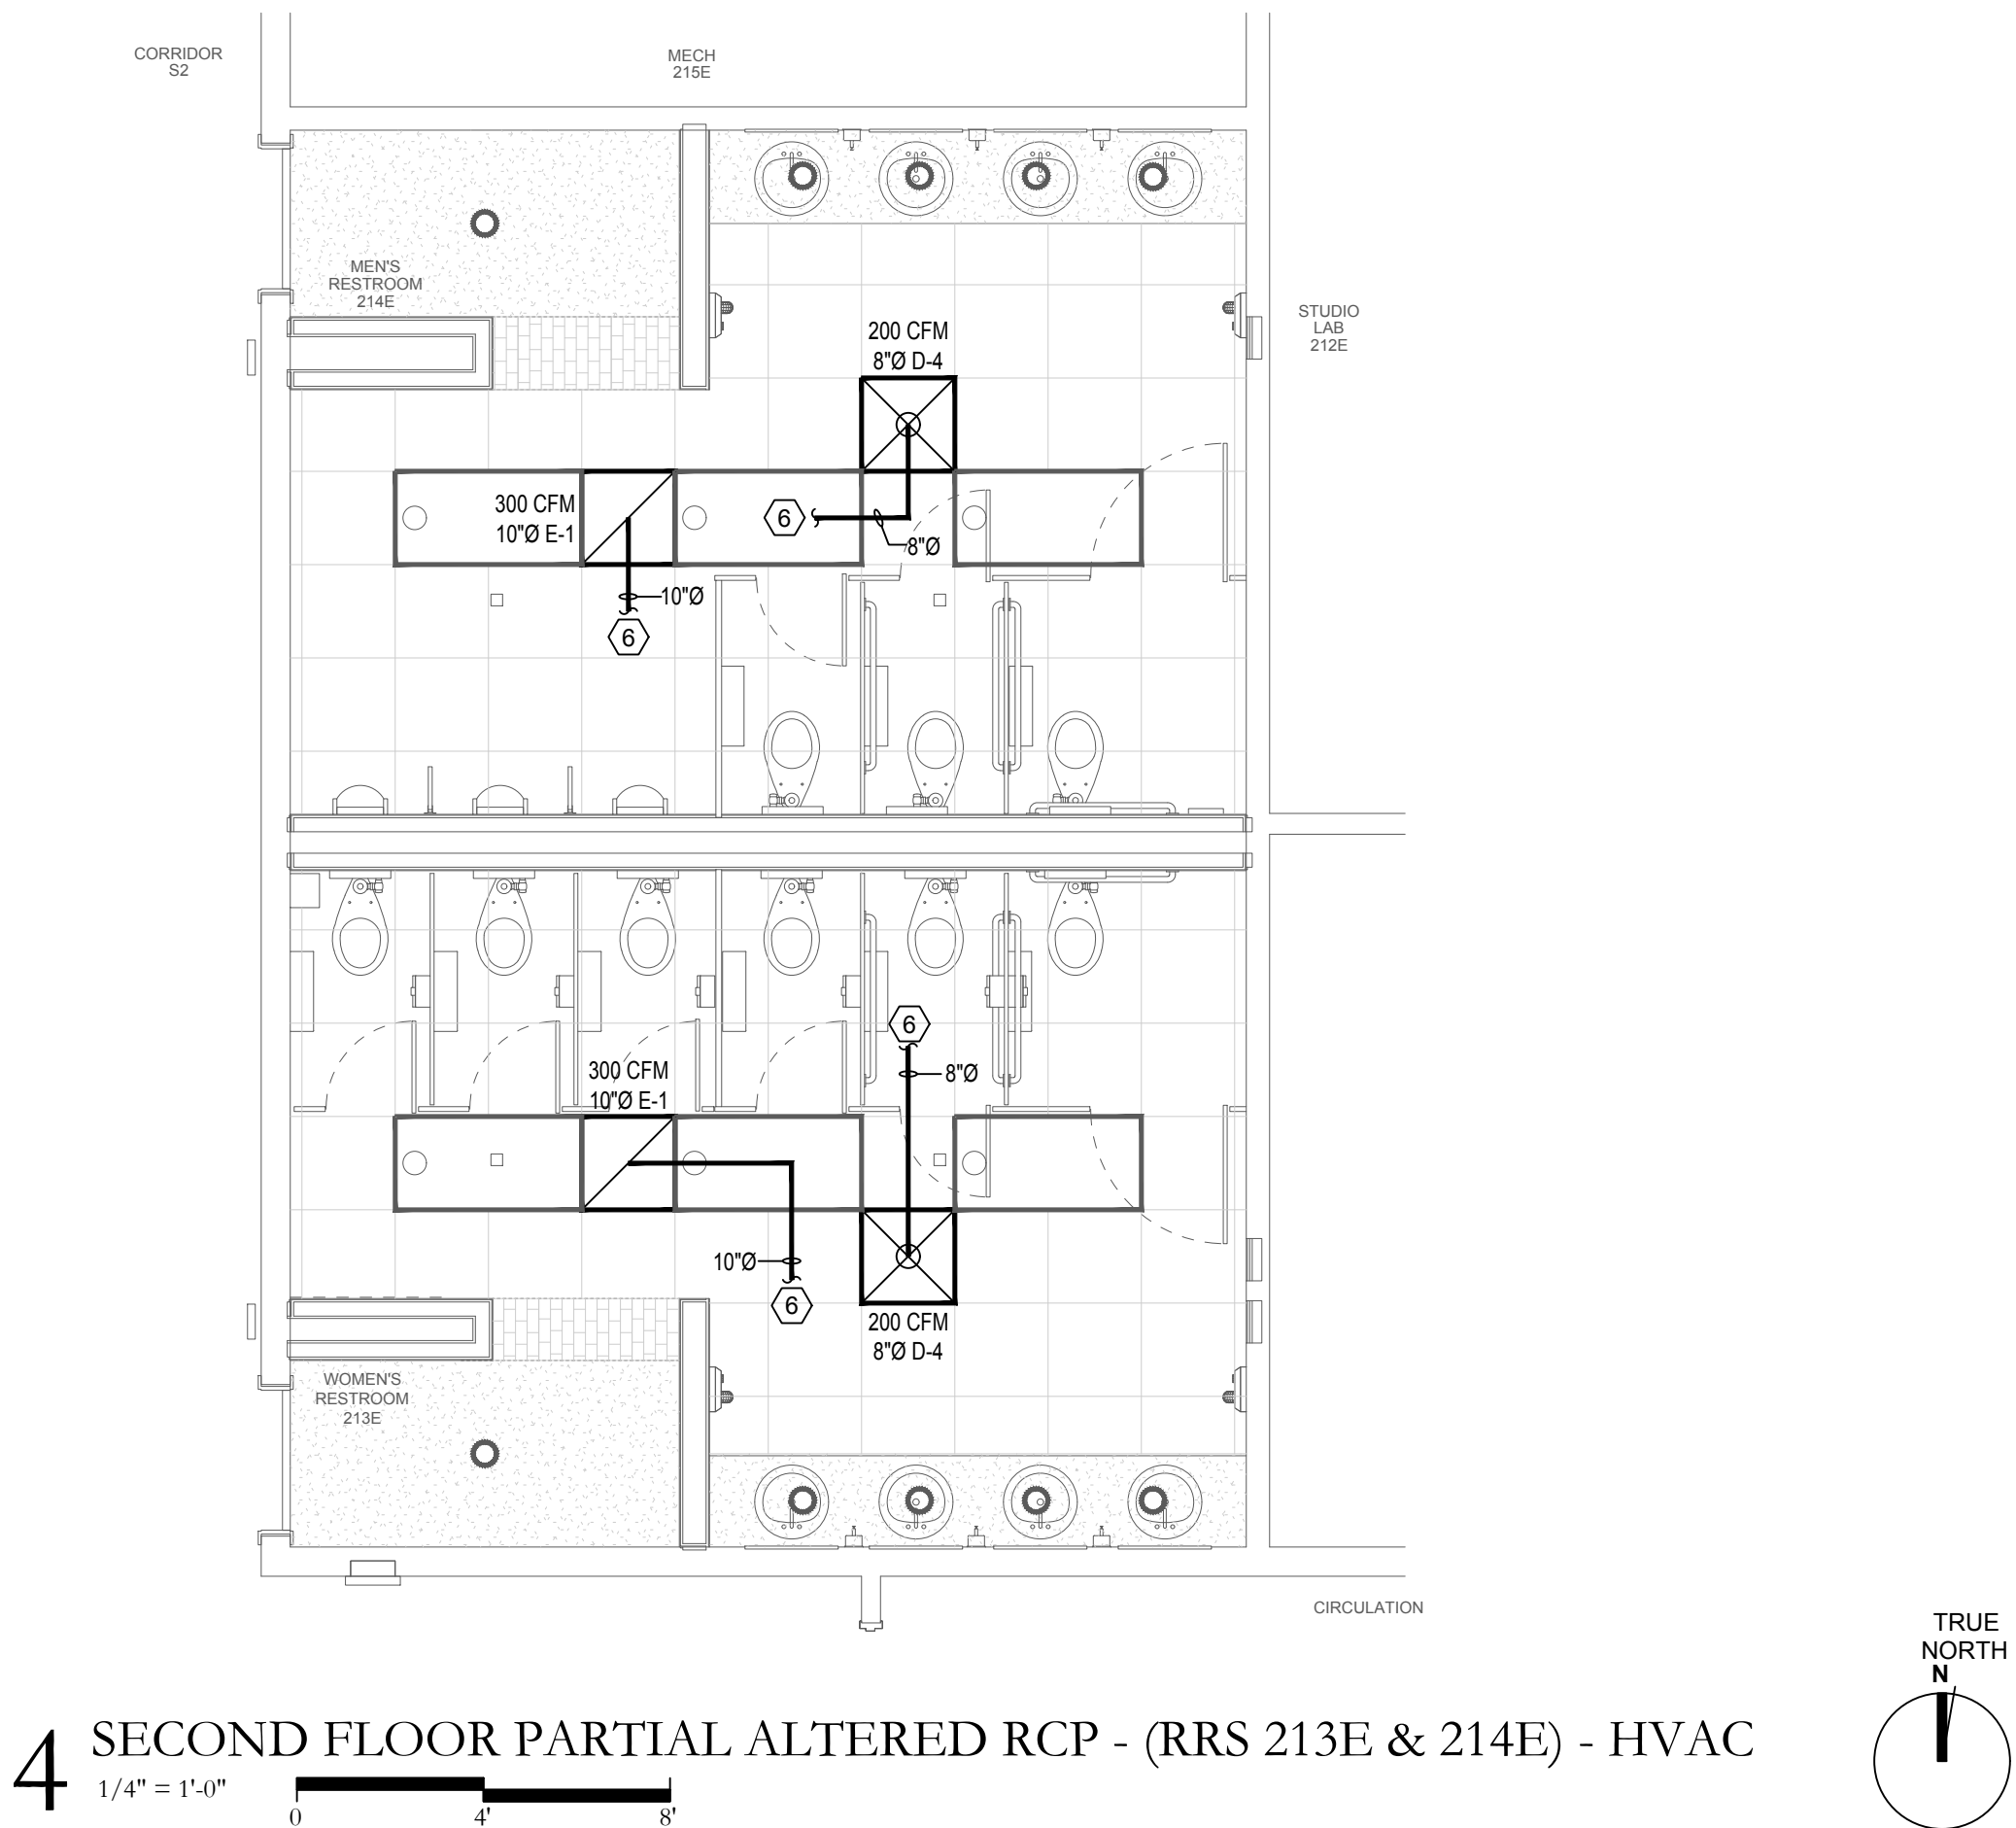 CORRIDOR
S2
MECH
215E
MEN'S
RESTROOM
214E
STUDIO
LAB
212E
200 CFM
8"Ø D-4
300 CFM
10"Ø E-1
6
8"Ø
10"Ø
6
6
8"Ø
300 CFM
10"Ø E-1
10"Ø
6
200 CFM
8"Ø D-4
WOMEN'S
RESTROOM
213E
CIRCULATION
TRUE
NORTH
N
4 SECOND FLOOR PARTIAL ALTERED RCP - (RRS 213E & 214E) - HVAC
1/4" = 1'-0"
0 4' 8'